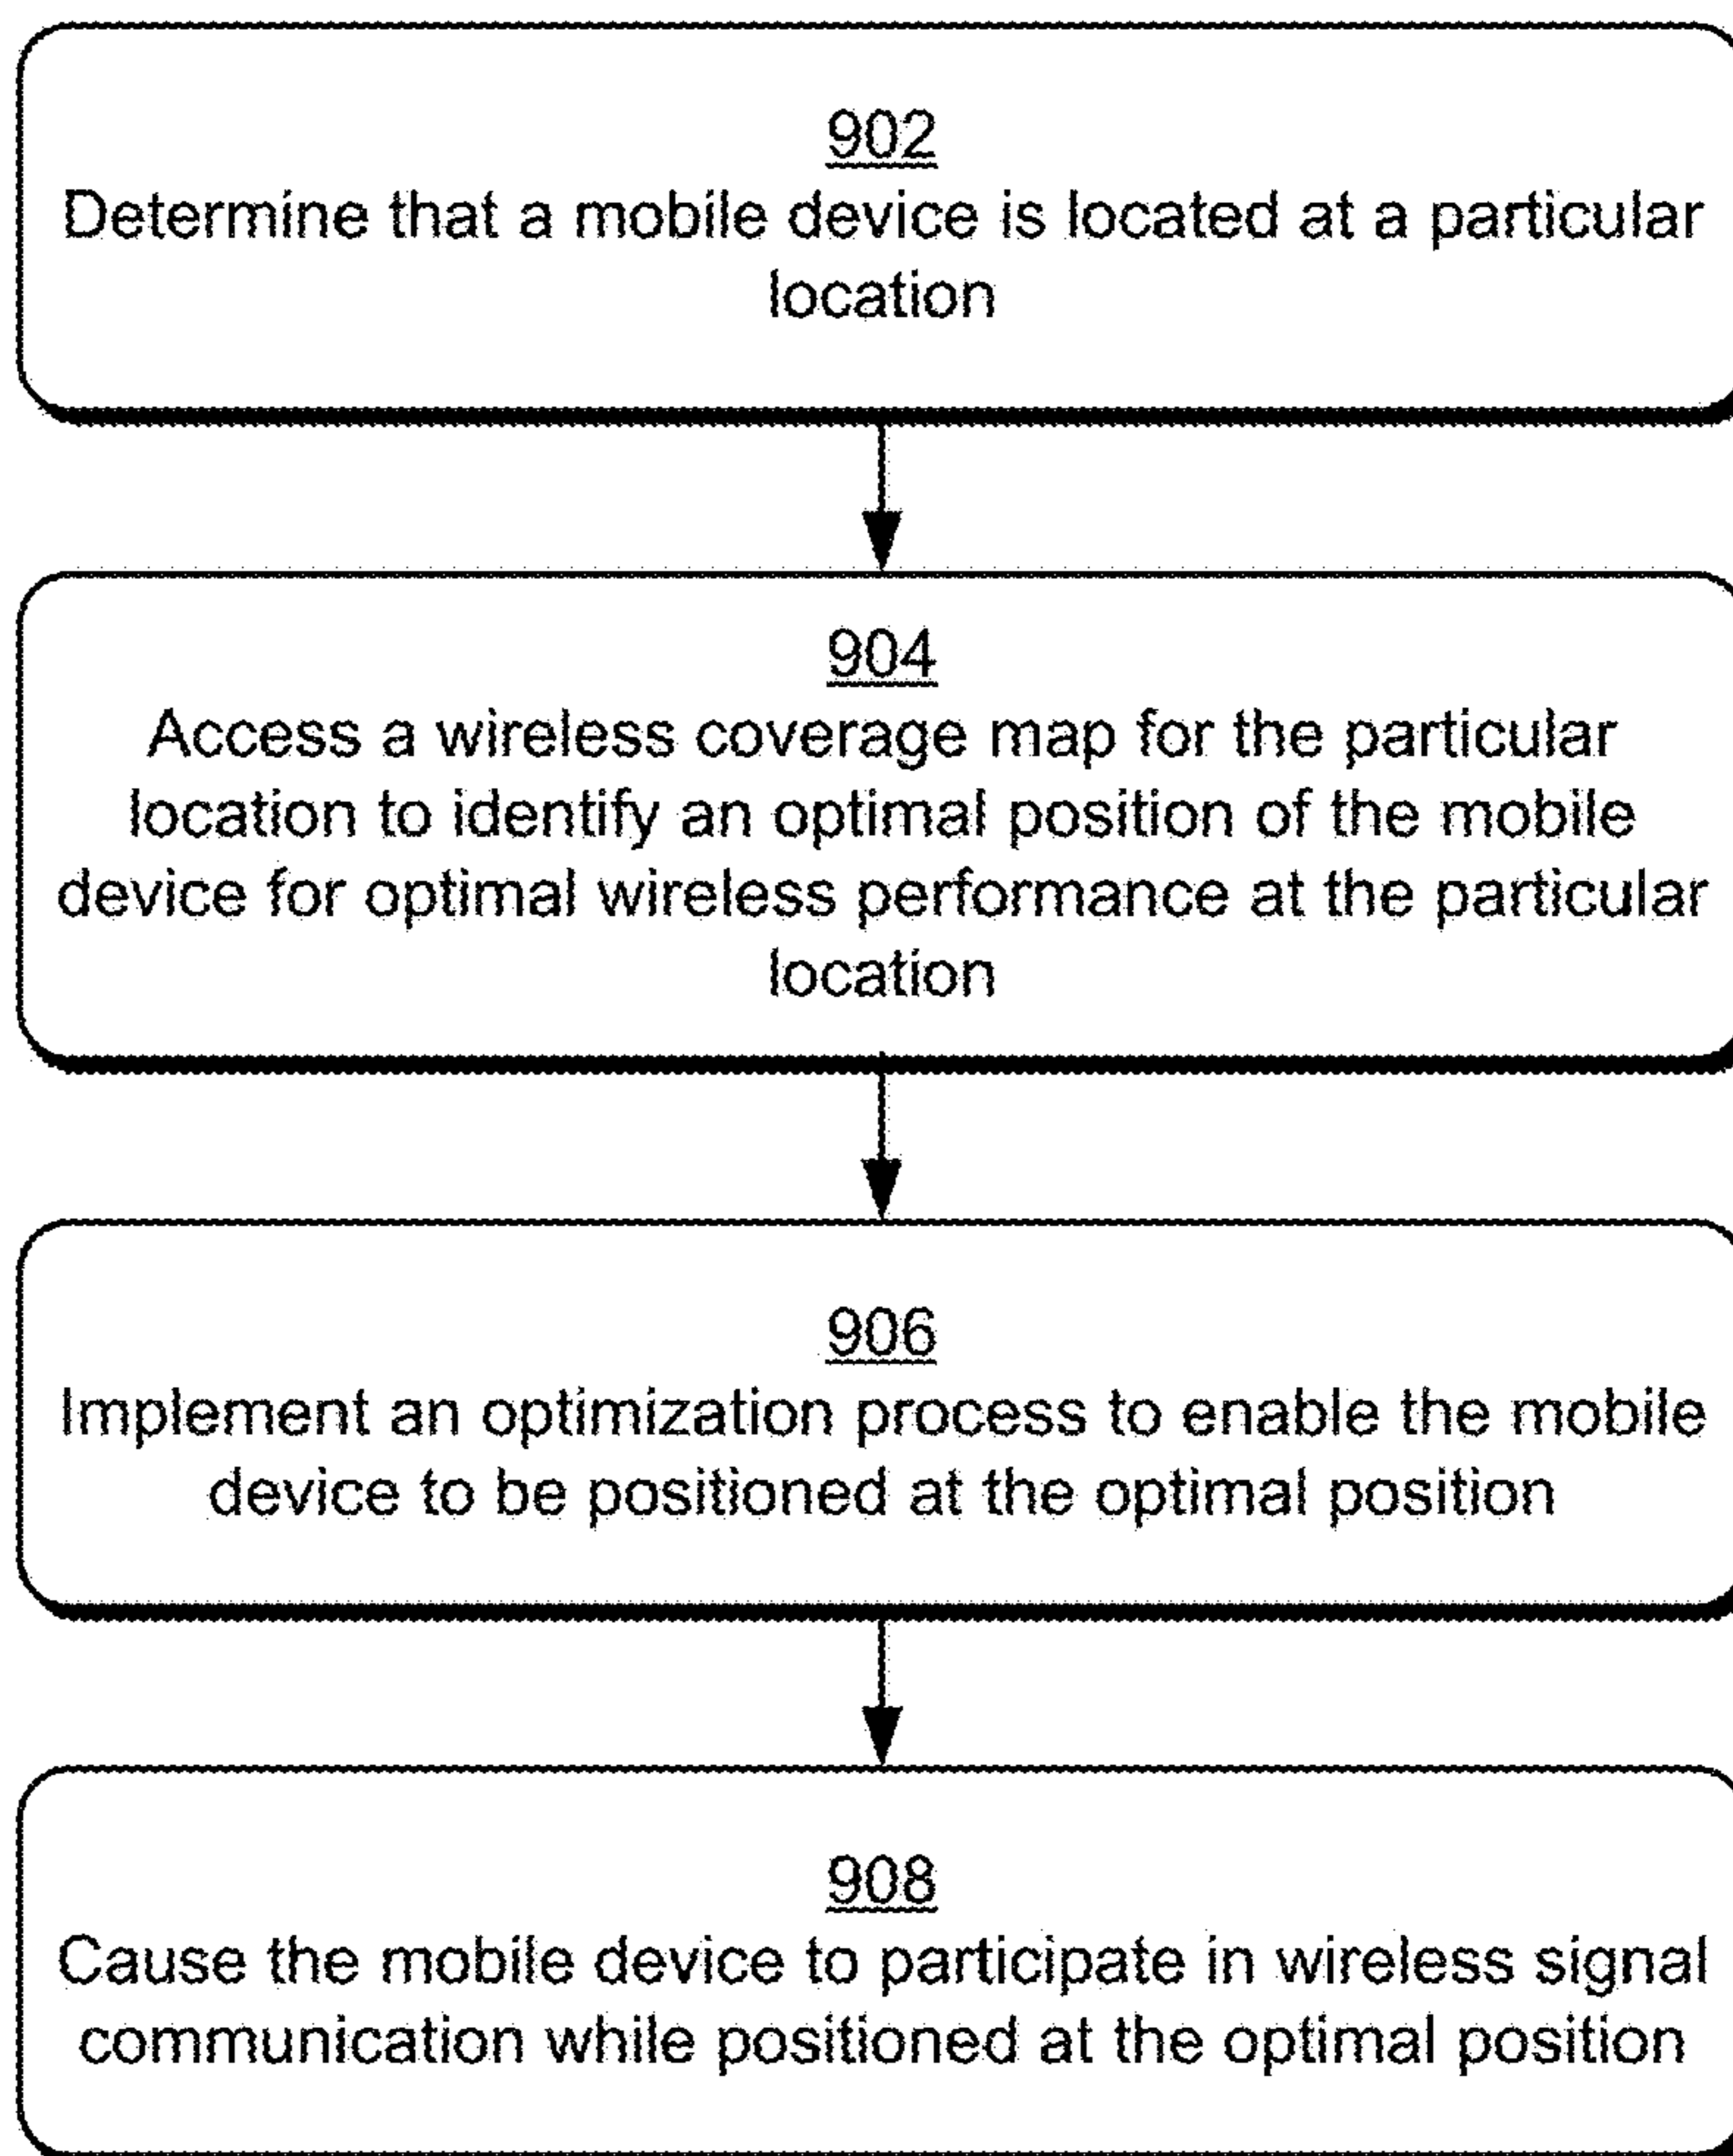 902
Determine that a mobile device is located at a particular
location
904
Access a wireless coverage map for the particular
location to identify an optimal position of the mobile
device for optimal wireless performance at the particular
location
906
Implement an optimization process to enable the mobile
device to be positioned at the optimal position
908
Cause the mobile device to participate in wireless signal
communication while positioned at the optimal position